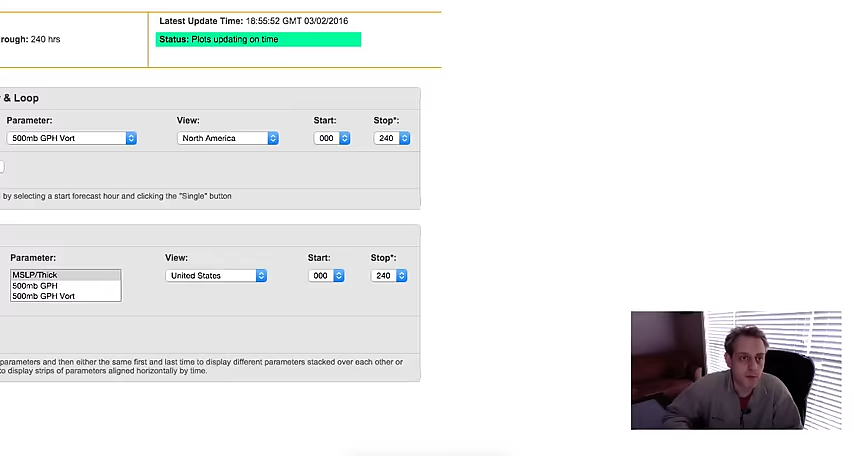 Latest Update Time: 18:55:52 GMT 03/02/2016
rough: 240 hrs
Status: Plots updating on time
& Loop
Parameter: View: Start: Stop*:
500mb GPH Vort North America 000 240
by selecting a start forecast hour and clicking the "Single" button
Parameter: View: Start: Stop*:
MSLP/Thick United States 000 240
500mb GPH
500mb GPH Vort
parameters and then either the same first and last time to display different parameters stacked over each other or
to display strips of parameters aligned horizontally by time.